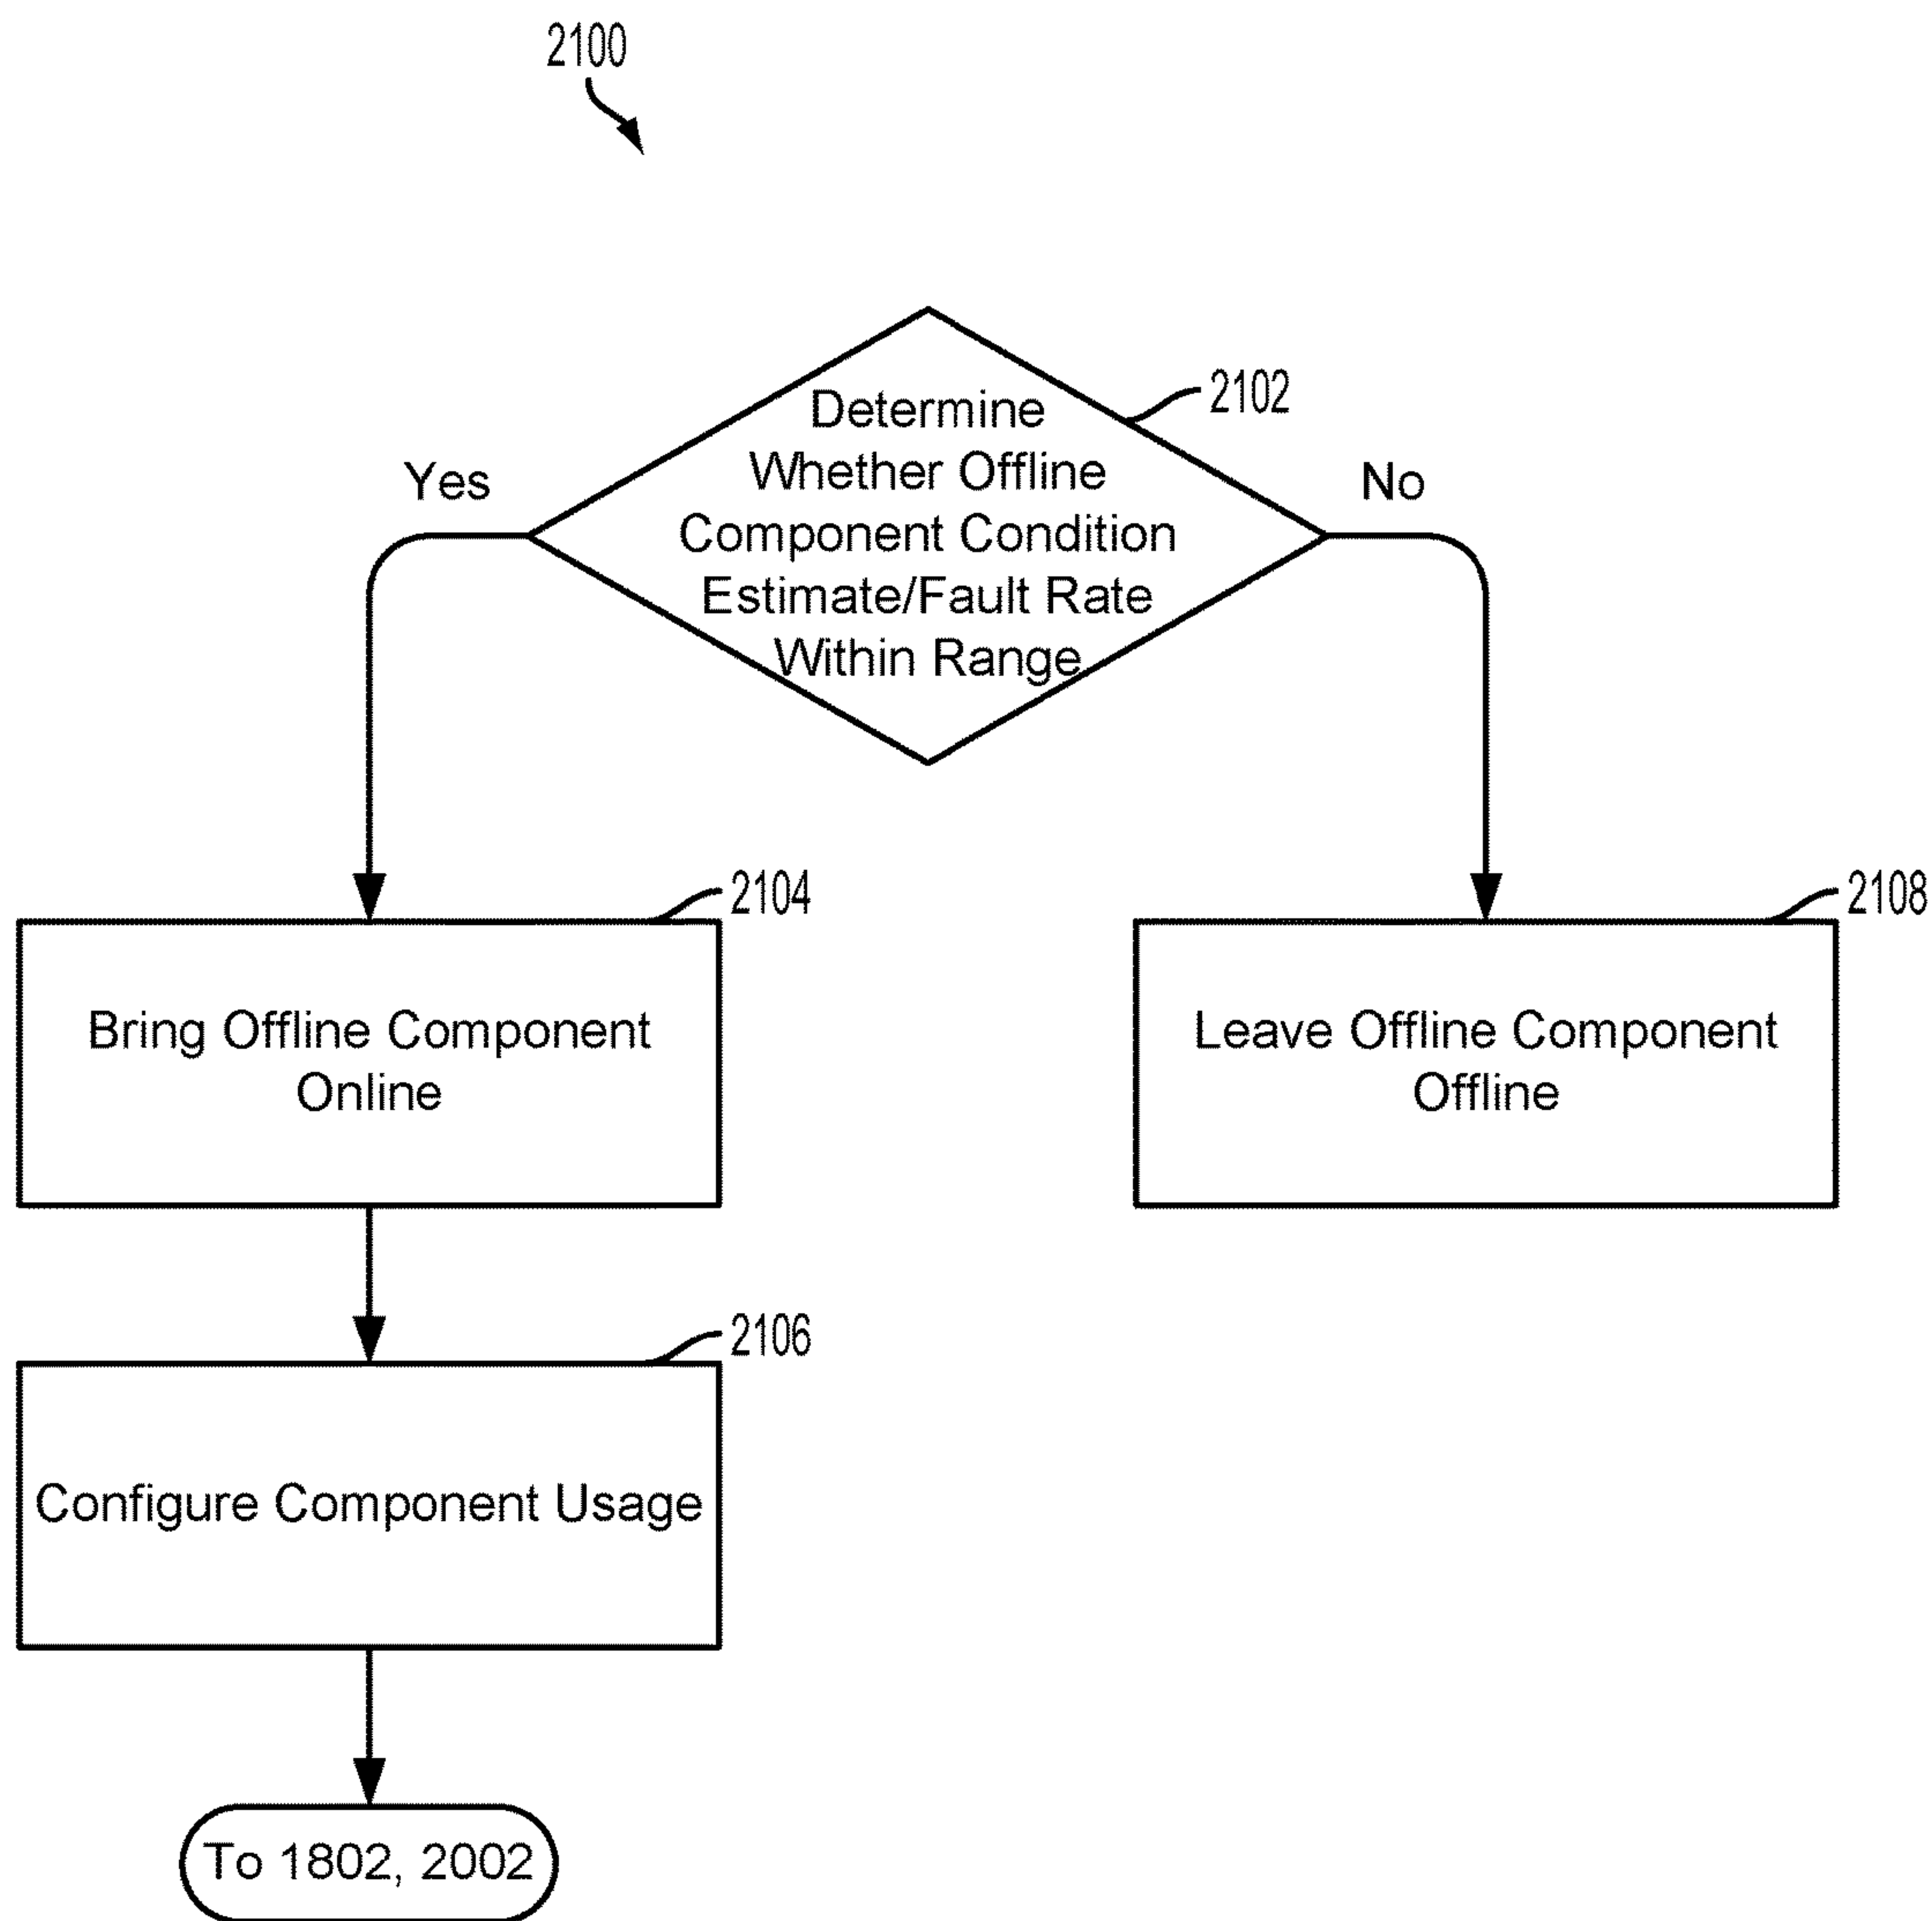 2100
Determine
Whether Offline
Component Condition
Estimate/Fault Rate
Within Range
2102
Yes
No
2104
Bring Offline Component
Online
2108
Leave Offline Component
Offline
2106
Configure Component Usage
To 1802, 2002